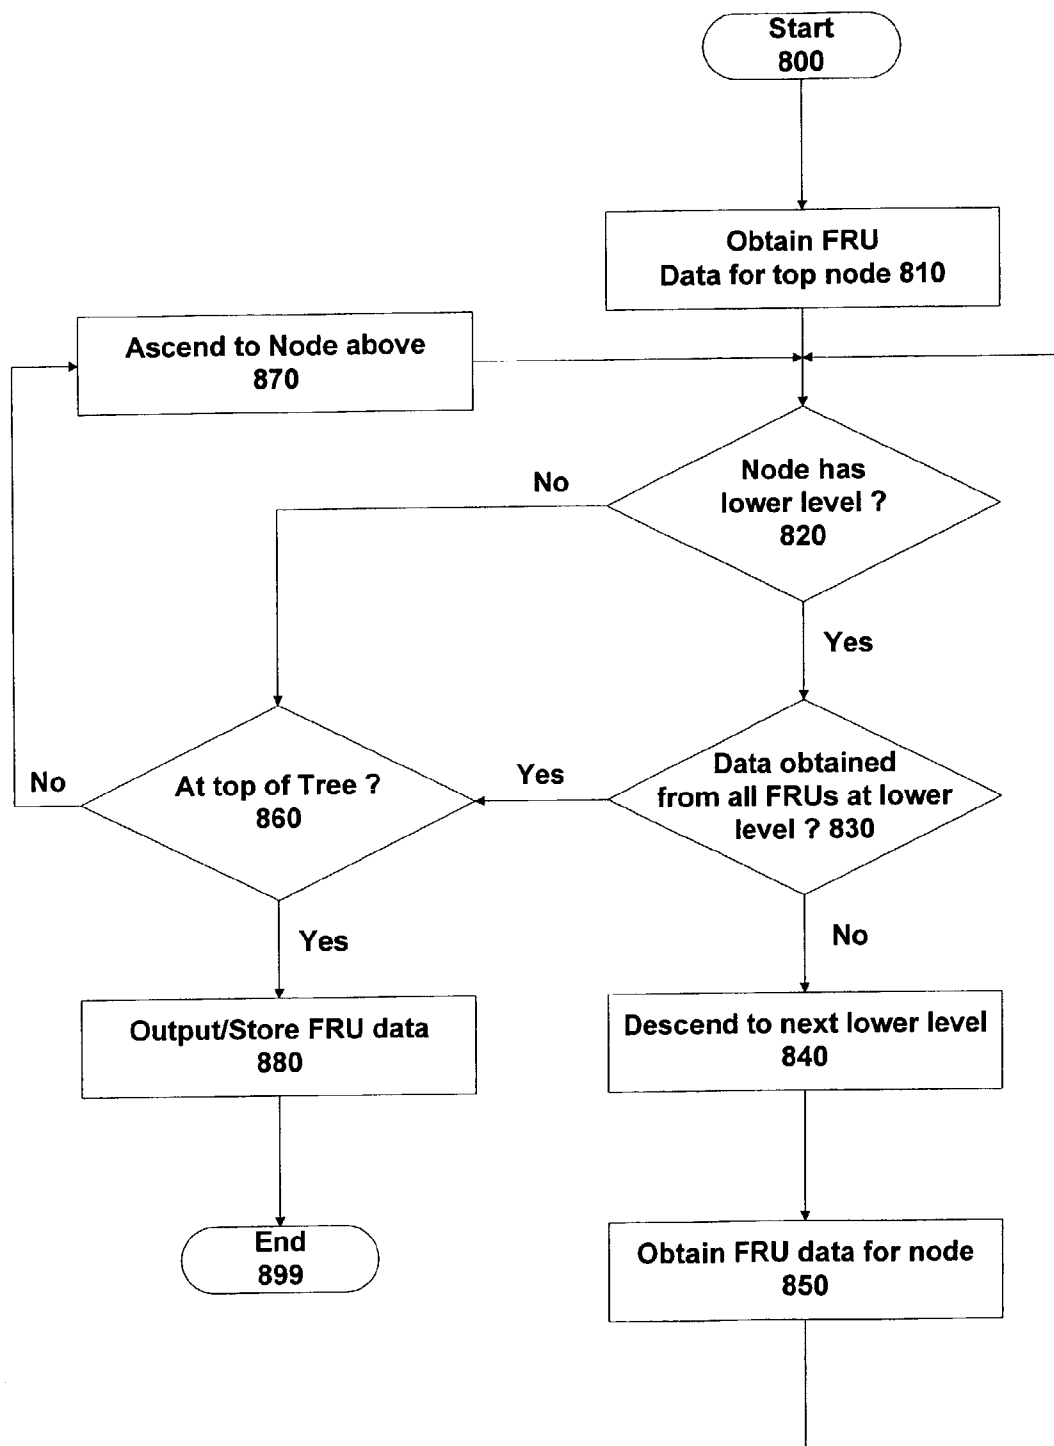 Start
800
Obtain FRU
Data for top node 810
Ascend to Node above
870
No
Node has
lower level ?
820
Yes
No
At top of Tree ?
860
Yes
Data obtained
from all FRUs at lower
level ? 830
Yes
No
Output/Store FRU data
880
Descend to next lower level
840
End
899
Obtain FRU data for node
850